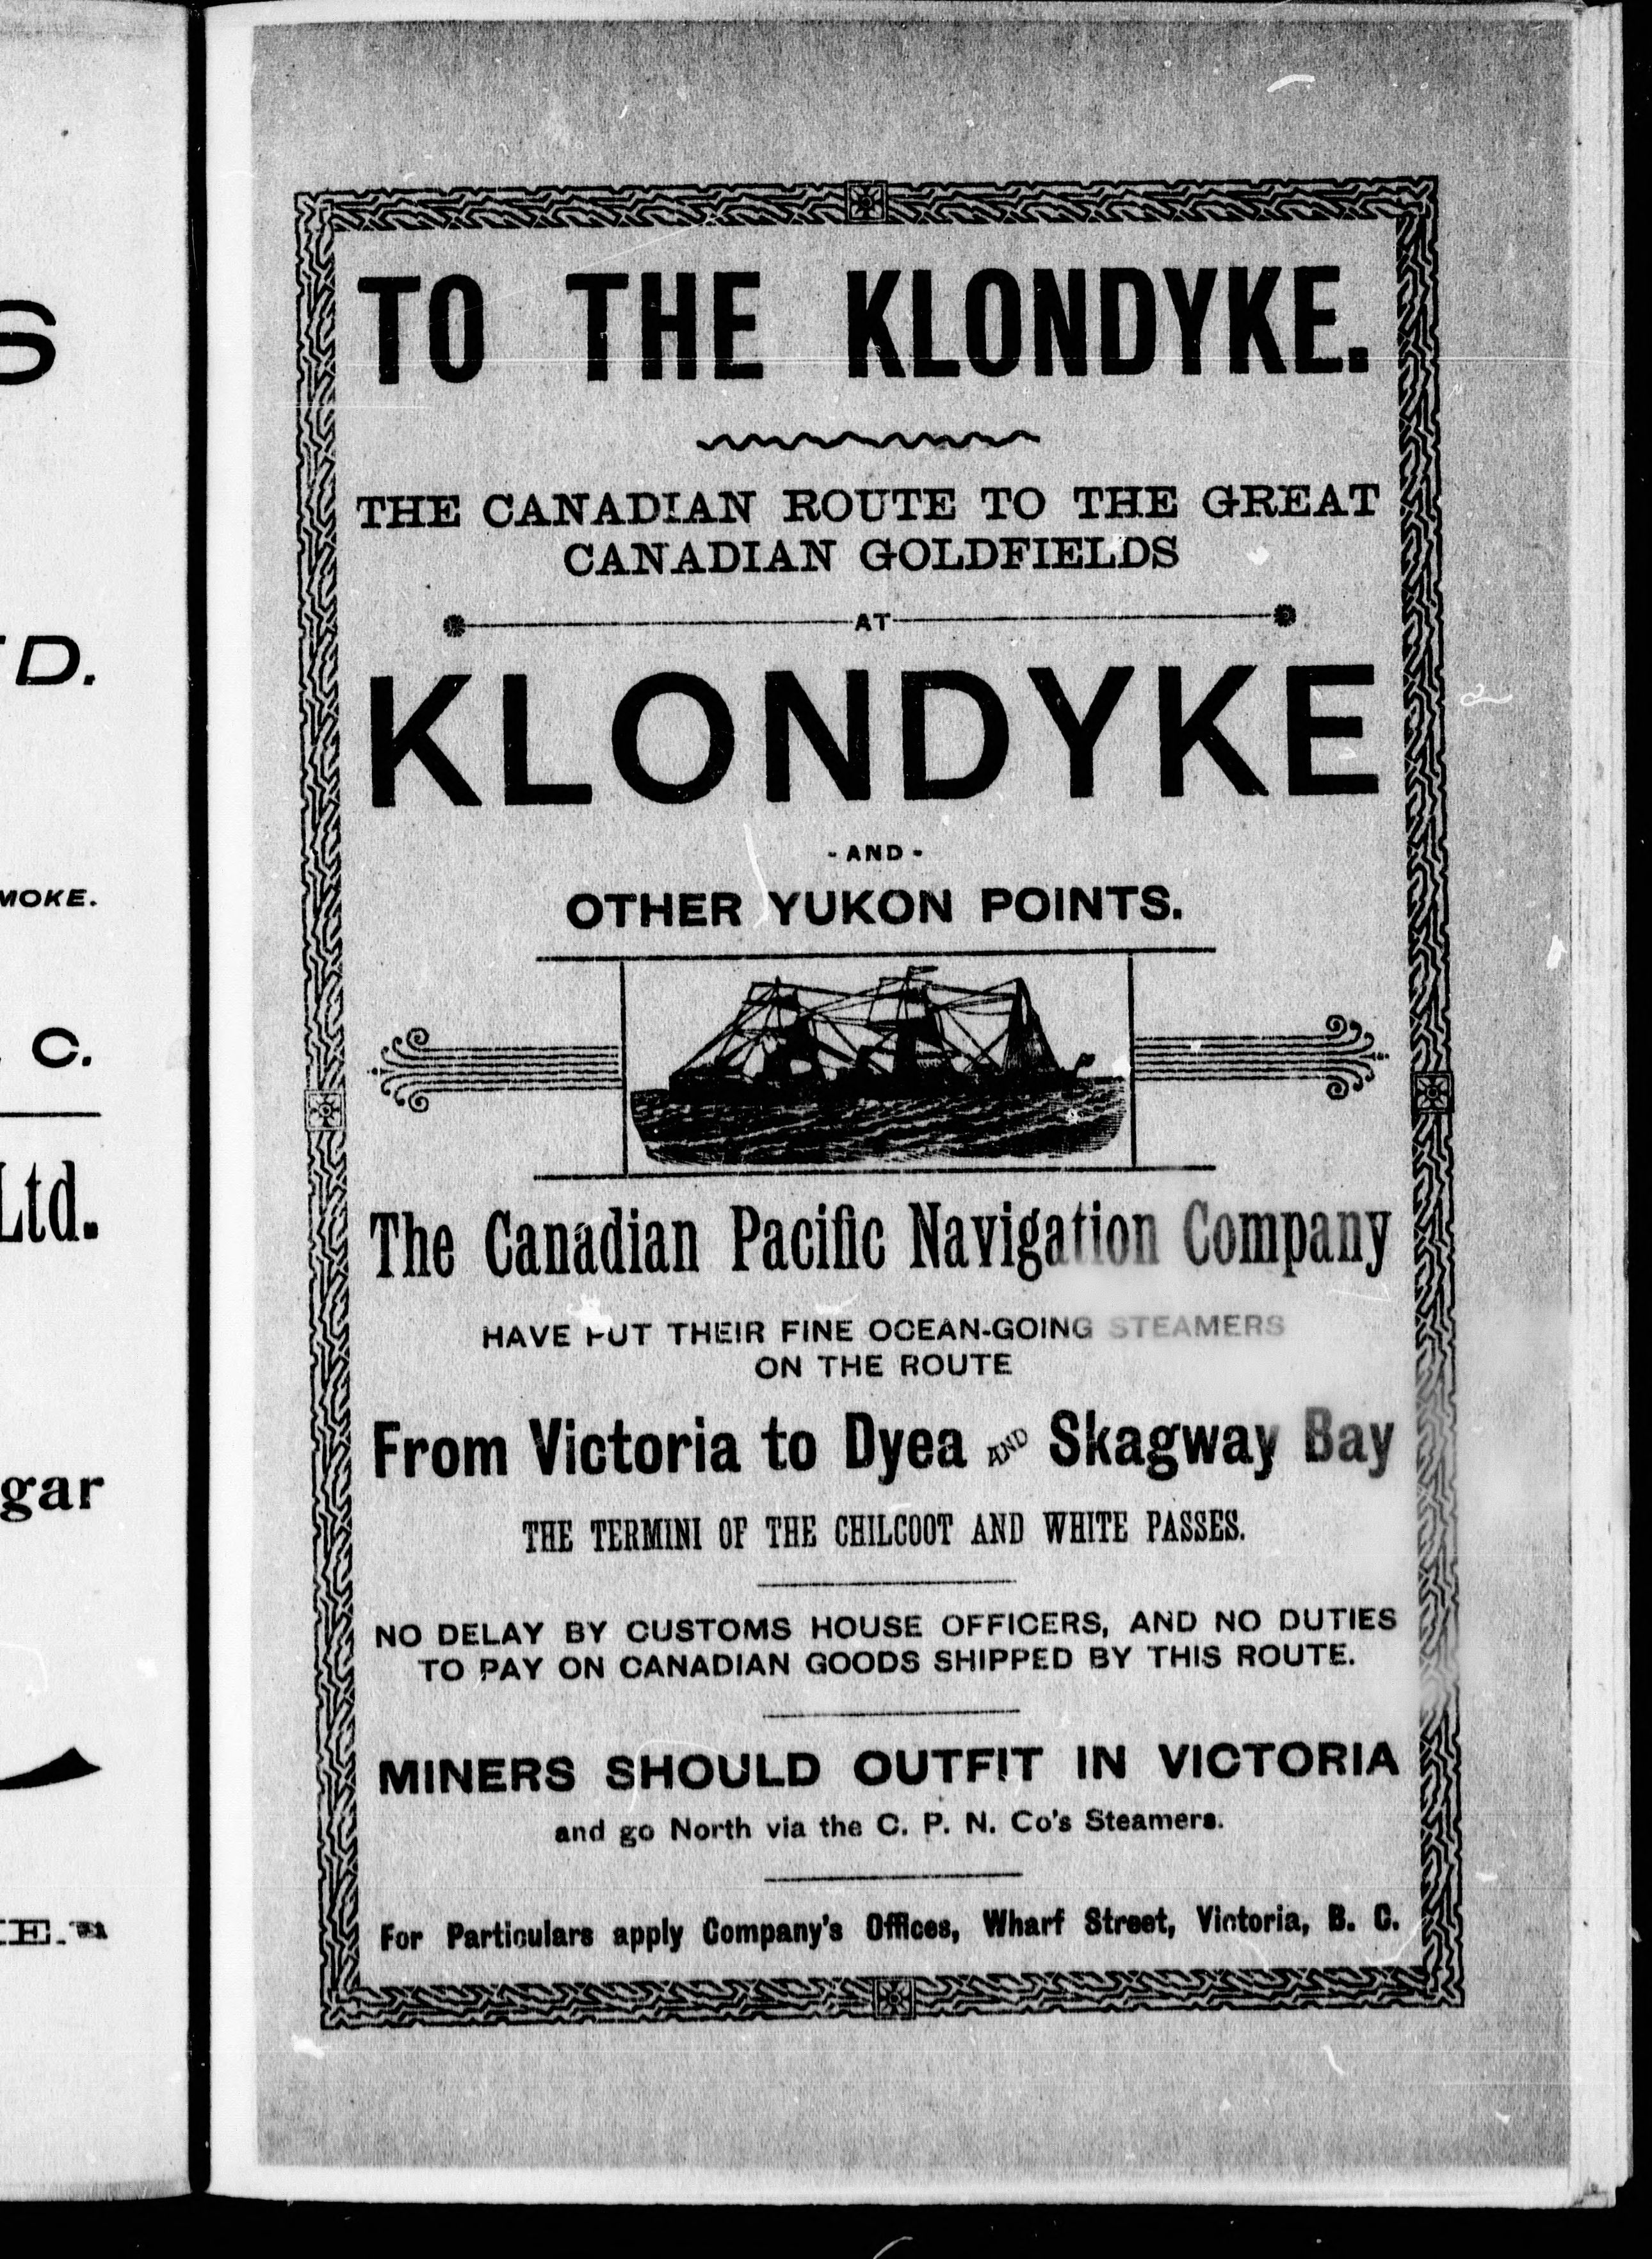 S
TD.
MOKE.
C.
Ltd.
gar
E.
TO THE KLONDYKE.
THE CANADIAN ROUTE TO THE GREAT
CANADIAN GOLDFIELDS
AT
KLONDYKE
- AND -
OTHER YUKON POINTS.
The Canadian Pacific Navigation Company
HAVE PUT THEIR FINE OCEAN-GOING STEAMERS
ON THE ROUTE
From Victoria to Dyea AND Skagway Bay
THE TERMINI OF THE CHILCOOT AND WHITE PASSES.
NO DELAY BY CUSTOMS HOUSE OFFICERS, AND NO DUTIES
TO PAY ON CANADIAN GOODS SHIPPED BY THIS ROUTE.
MINERS SHOULD OUTFIT IN VICTORIA
and go North via the C. P. N. Co's Steamers.
For Particulars apply Company's Offices, Wharf Street, Victoria, B. C.